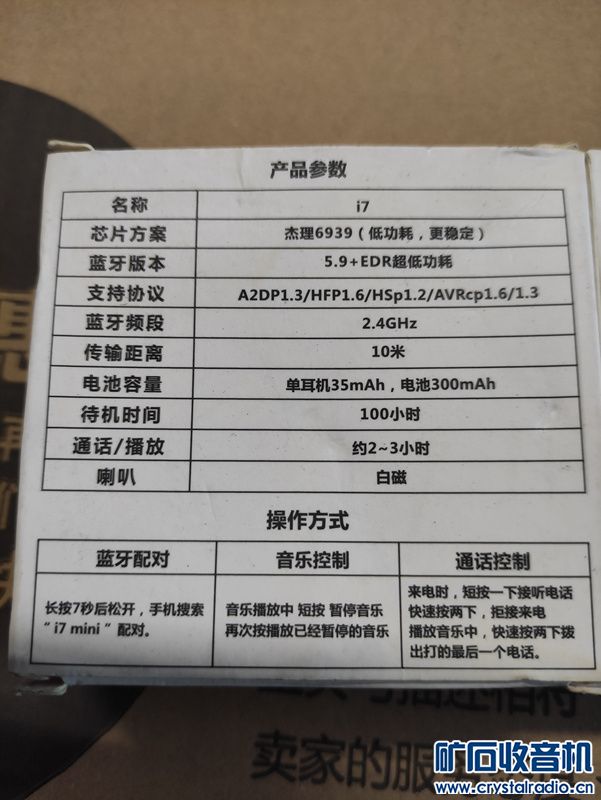 产品参数
名称 i7
芯片方案 杰理6939（低功耗，更稳定）
蓝牙版本 5.9+EDR超低功耗
支持协议 A2DP1.3/HFP1.6/HSp1.2/AVRcp1.6/1.3
蓝牙频段 2.4GHz
传输距离 10米
电池容量 单耳机35mAh，电池300mAh
待机时间 100小时
通话/播放 约2~3小时
喇叭 白磁
操作方式
蓝牙配对 音乐控制 通话控制
长按7秒后松开，手机搜索
“ i7 mini ” 配对。
音乐播放中 短按 暂停音乐
再次按播放已经暂停的音乐
来电时，短按一下接听电话
快速按两下，拒接来电
播放音乐中，快速按两下拨
出打的最后一个电话。
卖家的服
矿石收音机
www.crystalradio.cn